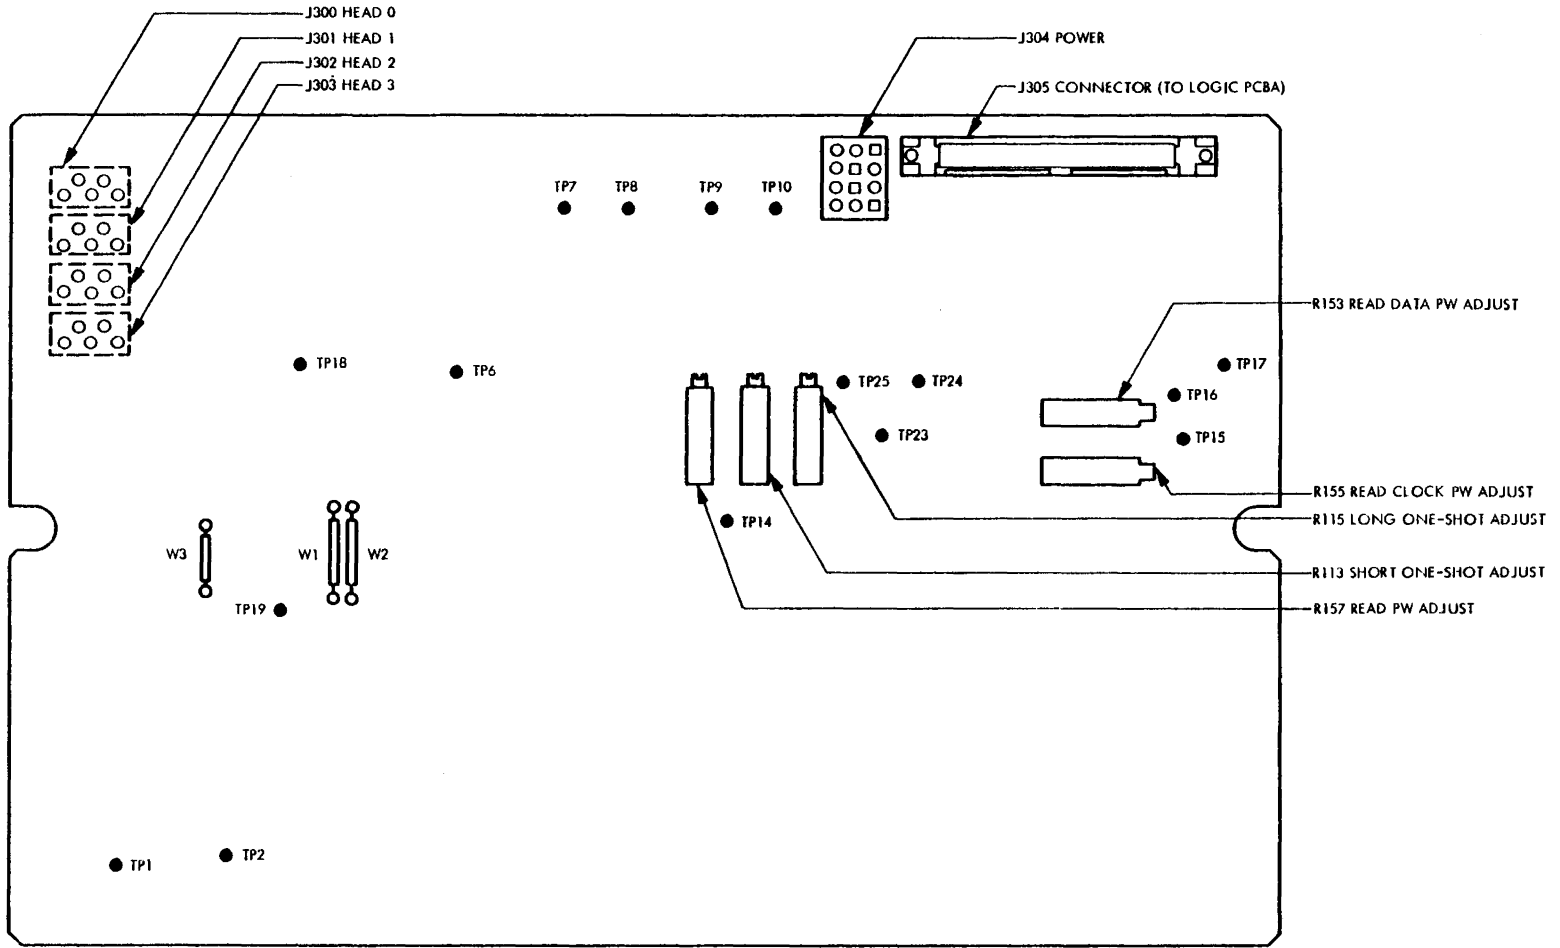 J300 HEAD 0
J301 HEAD 1
J302 HEAD 2
J303 HEAD 3
J304 POWER
J305 CONNECTOR (TO LOGIC PCBA)
TP7
TP8
TP9
TP10
R153 READ DATA PW ADJUST
TP18
TP6
TP25
TP24
TP17
TP16
TP23
TP15
R155 READ CLOCK PW ADJUST
R115 LONG ONE-SHOT ADJUST
TP14
W3
W1
W2
R113 SHORT ONE-SHOT ADJUST
TP19
R157 READ PW ADJUST
TP1
TP2